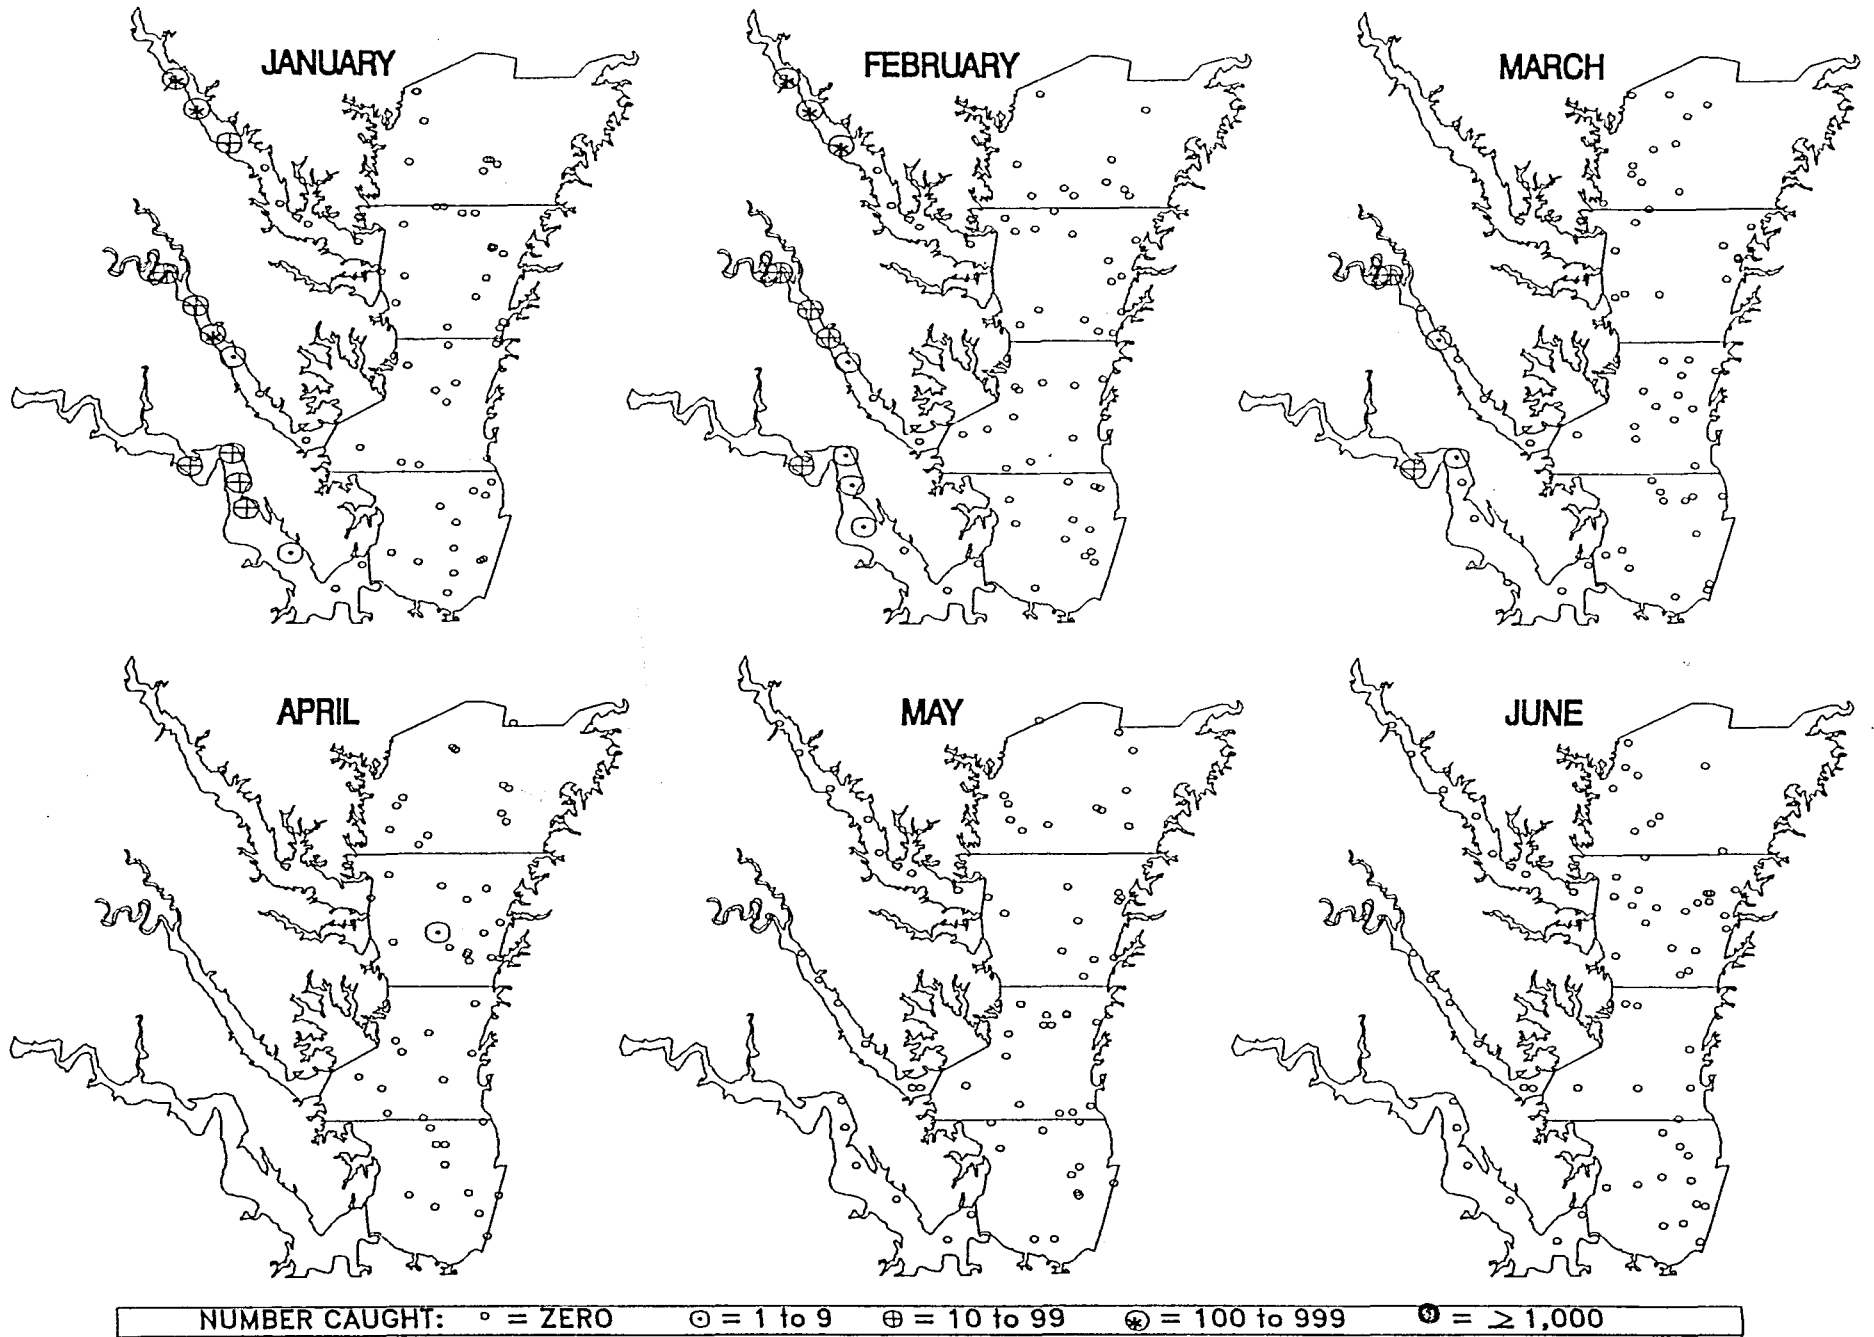 JANUARY
FEBRUARY
MARCH
APRIL
MAY
JUNE
NUMBER CAUGHT: ○ = ZERO ⊙ = 1 to 9 ⊕ = 10 to 99 ⊛ = 100 to 999 = ≥ 1,000